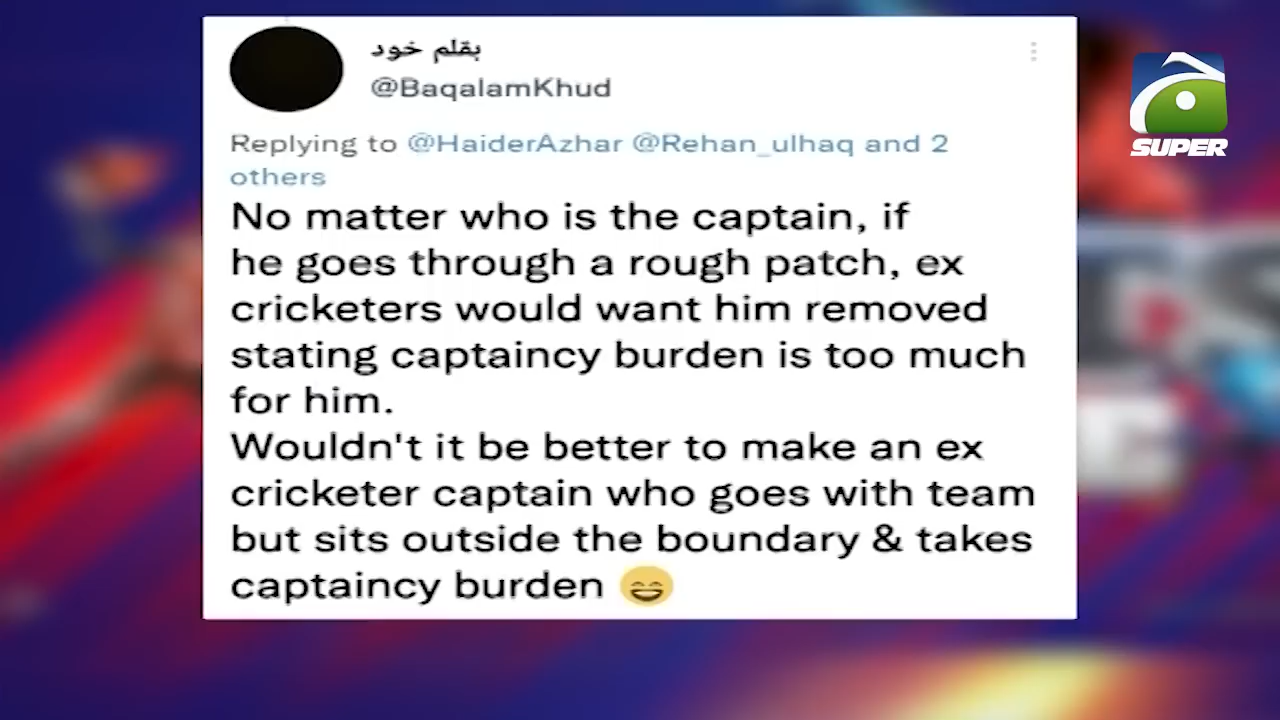 بقلم خود
@BaqalamKhud
Replying to @HaiderAzhar @Rehan_ulhaq and 2
others
No matter who is the captain, if
he goes through a rough patch, ex
cricketers would want him removed
stating captaincy burden is too much
for him.
Wouldn't it be better to make an ex
cricketer captain who goes with team
but sits outside the boundary & takes
captaincy burden 😄
SUPER